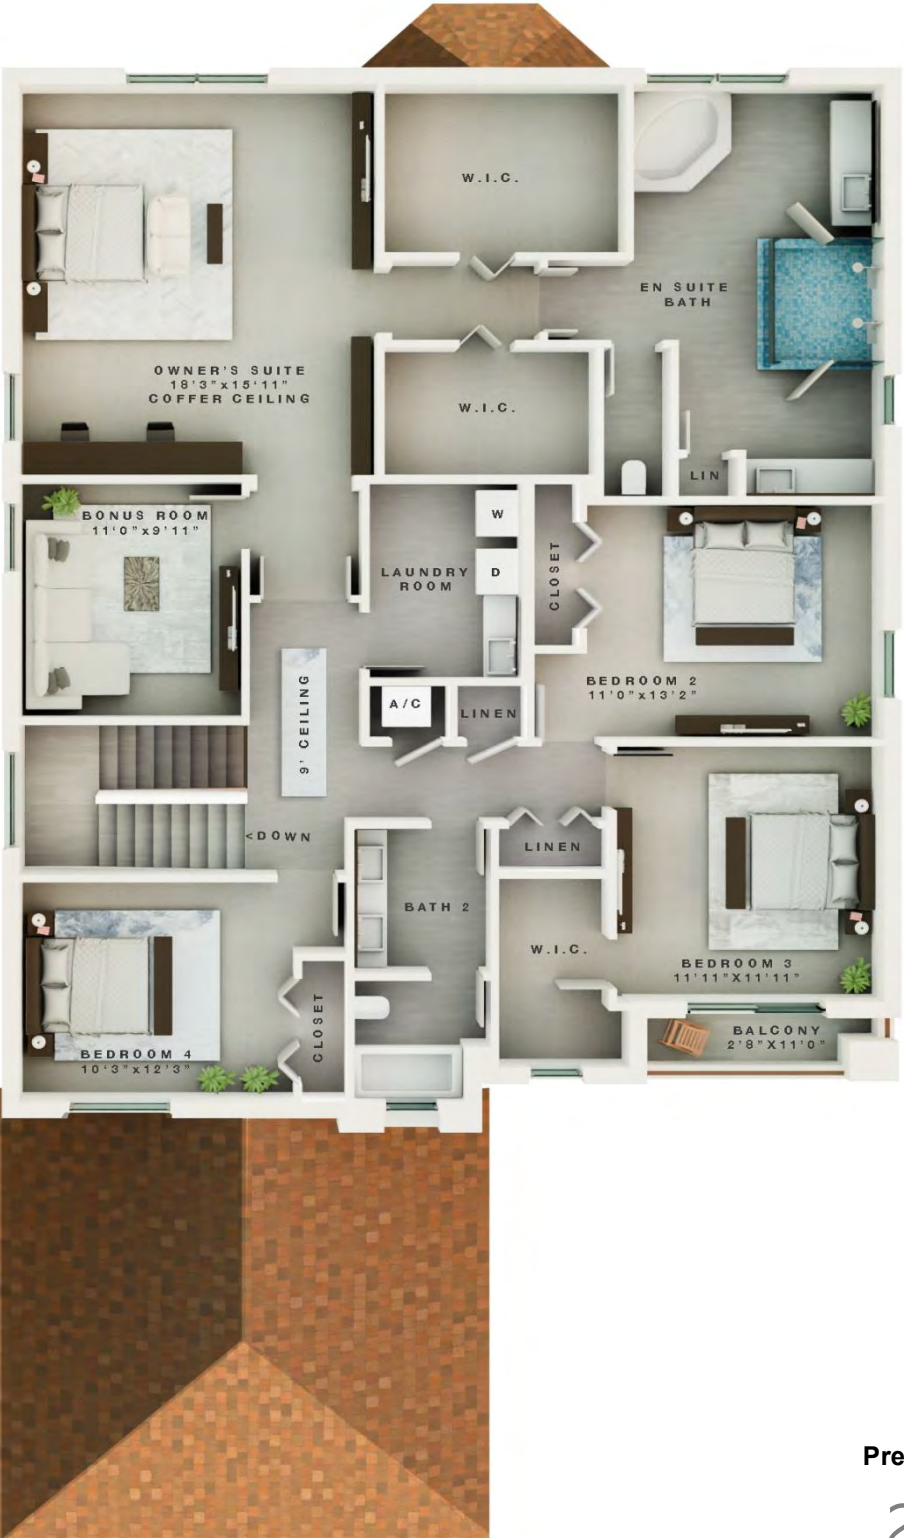 W.I.C.
EN SUITE
BATH
OWNER'S SUITE
18'3"x15'11"
COFFER CEILING
W.I.C.
LIN
BONUS ROOM
11'0"x9'11"
W
D
LAUNDRY
ROOM
CLOSET
BEDROOM 2
11'0"x13'2"
A/C
LINEN
9' CEILING
<DOWN
LINEN
BATH 2
W.I.C.
BEDROOM 3
11'11"X11'11"
BALCONY
2'8"X11'0"
CLOSET
BEDROOM 4
10'3"x12'3"
Pre